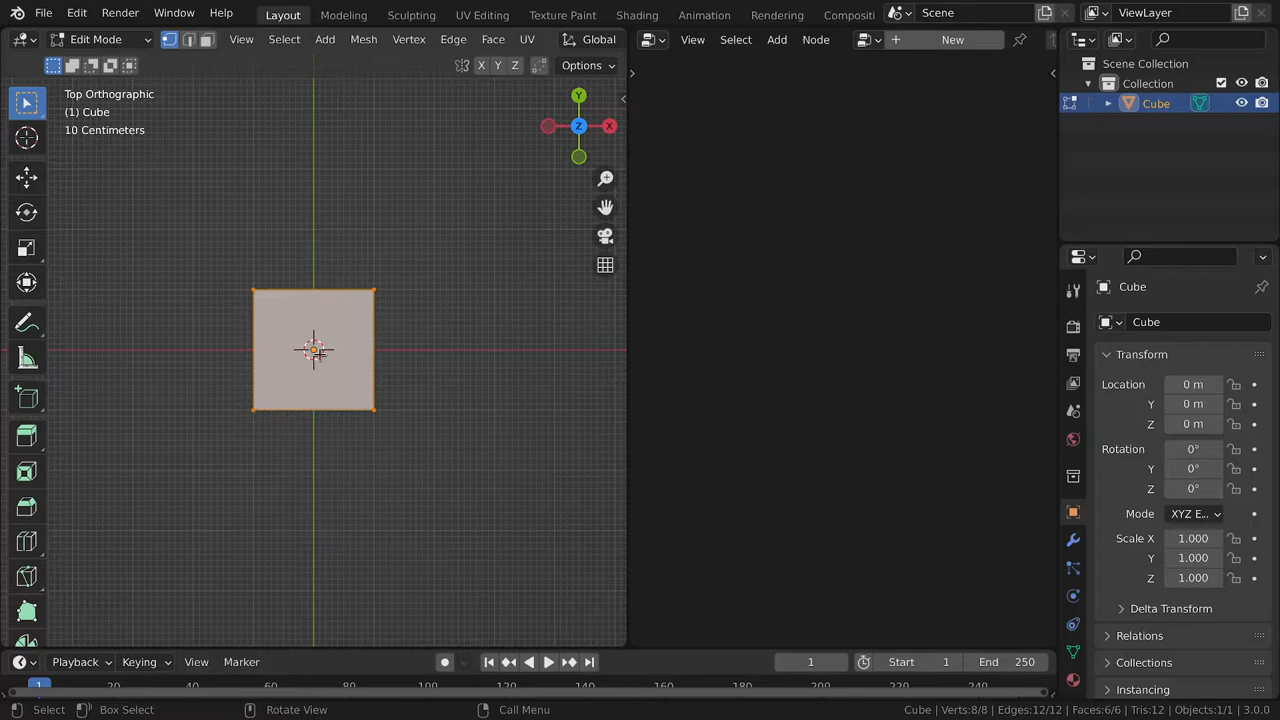 File Edit Render Window Help Layout Modeling Sculpting UV Editing Texture Paint Shading Animation Rendering Compositi Scene ViewLayer
Edit Mode View Select Add Mesh Vertex Edge Face UV Global View Select Add Node New
X Y Z Options
Scene Collection
Collection
Cube
Top Orthographic
(1) Cube
10 Centimeters
Y
Z
X
Cube
Cube
Transform
Location 0 m
Y 0 m
Z 0 m
Rotation 0°
Y 0°
Z 0°
Mode XYZ E...
Scale X 1.000
Y 1.000
Z 1.000
Delta Transform
Relations
Collections
Instancing
Playback Keying View Marker 1 Start 1 End 250
1 20 40 60 80 100 120 140 160 180 200 220 240
Select Box Select Rotate View Call Menu Cube | Verts:8/8 | Edges:12/12 | Faces:6/6 | Tris:12 | Objects:1/1 | 3.0.0